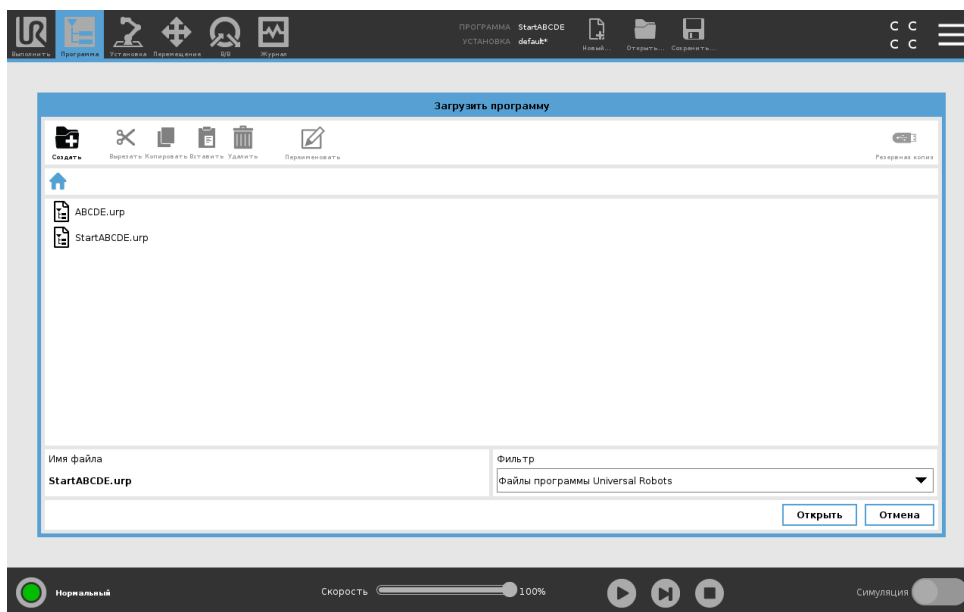 ПРОГРАММА StartABCDE
УСТАНОВКА default*
Выполнить Программа Установка Перемещение В/В Журнал
Новый... Открыть... Сохранить...
C C
C C
Загрузить программу
Создать Вырезать Копировать Вставить Удалить Переименовать Резервная копия
ABCDE.urp
StartABCDE.urp
Имя файла
StartABCDE.urp
Фильтр
Файлы программы Universal Robots
Открыть Отмена
Нормальный Скорость 100% Симуляция